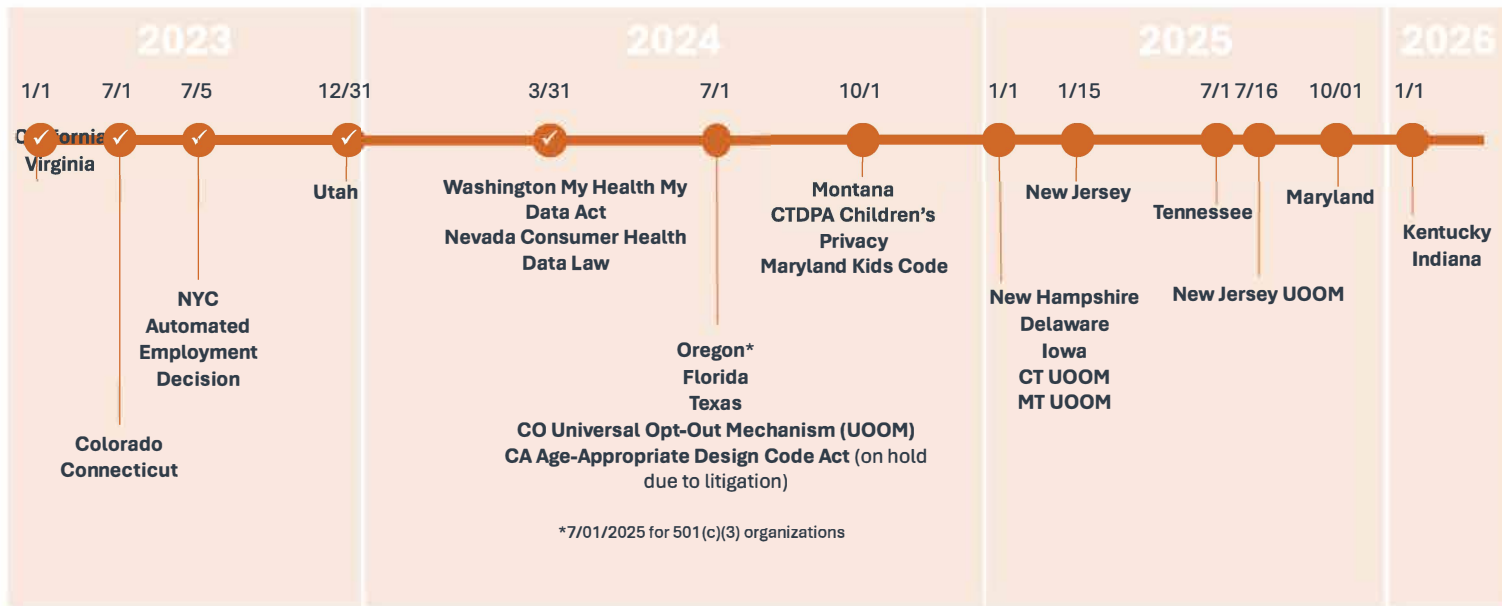 2023
2024
2025
2026
1/1
7/1
7/5
12/31
3/31
7/1
10/1
1/1
1/15
7/1
7/16
10/01
1/1
California
Virginia
Colorado
Connecticut
NYC
Automated
Employment
Decision
Utah
Washington My Health My
Data Act
Nevada Consumer Health
Data Law
Oregon*
Florida
Texas
CO Universal Opt-Out Mechanism (UOOM)
CA Age-Appropriate Design Code Act (on hold
due to litigation)
*7/01/2025 for 501(c)(3) organizations
Montana
CTDPA Children’s
Privacy
Maryland Kids Code
New Hampshire
Delaware
Iowa
CT UOOM
MT UOOM
New Jersey
Tennessee
New Jersey UOOM
Maryland
Kentucky
Indiana